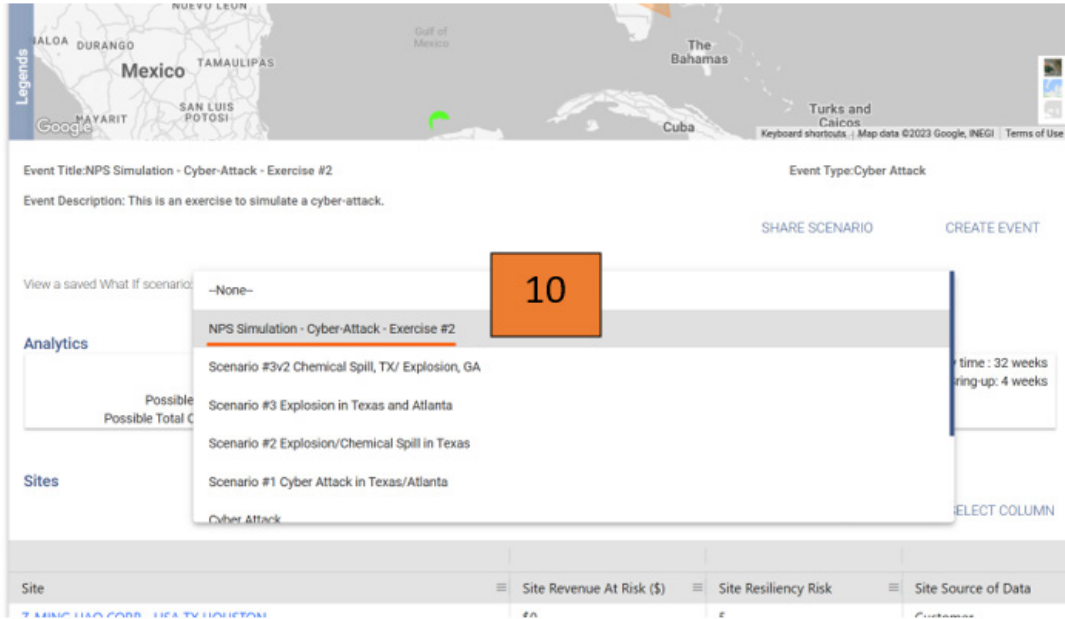 NUEVO LEON
Gulf of
Mexico
DURANGO
TAMAULIPAS
Mexico
The
Bahamas
Legends
SAN LUIS
POTOSI
Turks and
Caicos
Google
Cuba
Keyboard shortcuts
Map data ©2023 Google, INEGI
Terms of Use
Event Title:NPS Simulation - Cyber-Attack - Exercise #2
Event Type:Cyber Attack
Event Description: This is an exercise to simulate a cyber-attack.
SHARE SCENARIO
CREATE EVENT
View a saved What If scenario:
--None--
10
NPS Simulation - Cyber-Attack - Exercise #2
Analytics
Scenario #3v2 Chemical Spill, TX/ Explosion, GA
time : 32 weeks
ring-up: 4 weeks
Possible
Possible Total C
Scenario #3 Explosion in Texas and Atlanta
Scenario #2 Explosion/Chemical Spill in Texas
Sites
Scenario #1 Cyber Attack in Texas/Atlanta
Cyber Attack
ELECT COLUMN
Site
Site Revenue At Risk ($)
Site Resiliency Risk
Site Source of Data